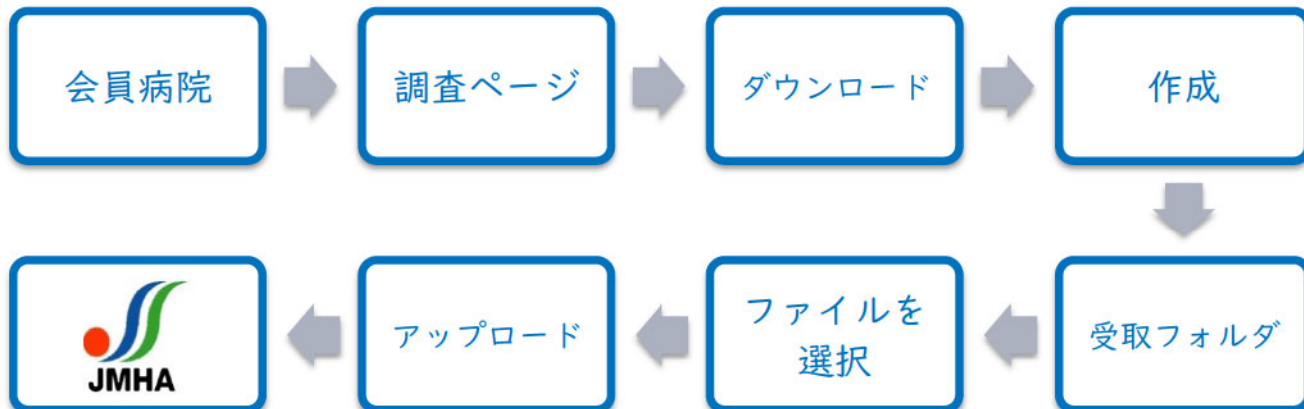 会員病院
調査ページ
ダウンロード
作成
受取フォルダ
ファイルを
選択
アップロード
JMHA